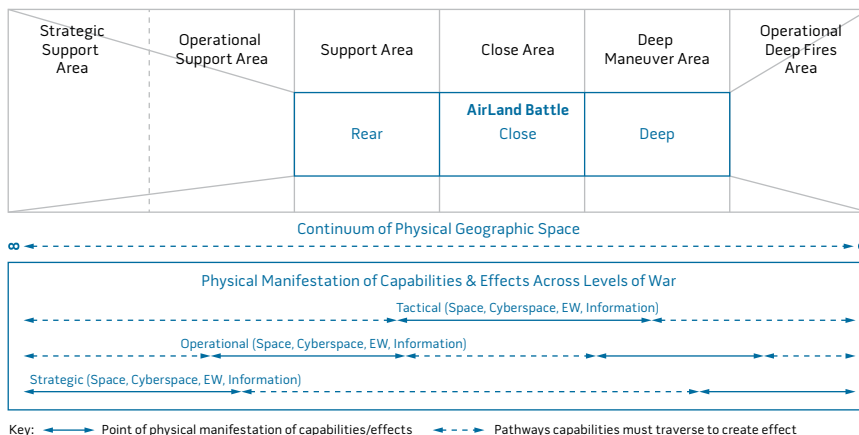 Strategic
Support
Area
Operational
Support Area
Support Area
Close Area
Deep
Maneuver Area
Operational
Deep Fires
Area
AirLand Battle
Rear
Close
Deep
Continuum of Physical Geographic Space
∞
Physical Manifestation of Capabilities & Effects Across Levels of War
Tactical (Space, Cyberspace, EW, Information)
Operational (Space, Cyberspace, EW, Information)
Strategic (Space, Cyberspace, EW, Information)
Key: Point of physical manifestation of capabilities/effects Pathways capabilities must traverse to create effect